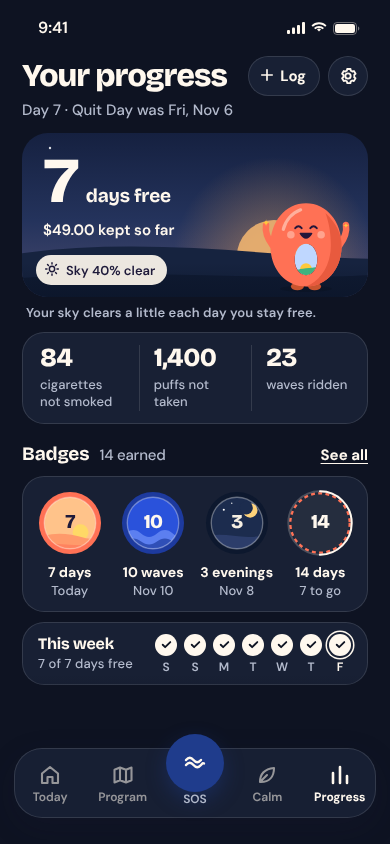 9:41
Your progress
+ Log
Day 7 · Quit Day was Fri, Nov 6
7 days free
$49.00 kept so far
Sky 40% clear
Your sky clears a little each day you stay free.
84
cigarettes
not smoked
1,400
puffs not
taken
23
waves ridden
Badges 14 earned
See all
7
10
3
14
7 days
10 waves
3 evenings
14 days
Today
Nov 10
Nov 8
7 to go
This week
7 of 7 days free
S S M T W T F
Today
Program
SOS
Calm
Progress